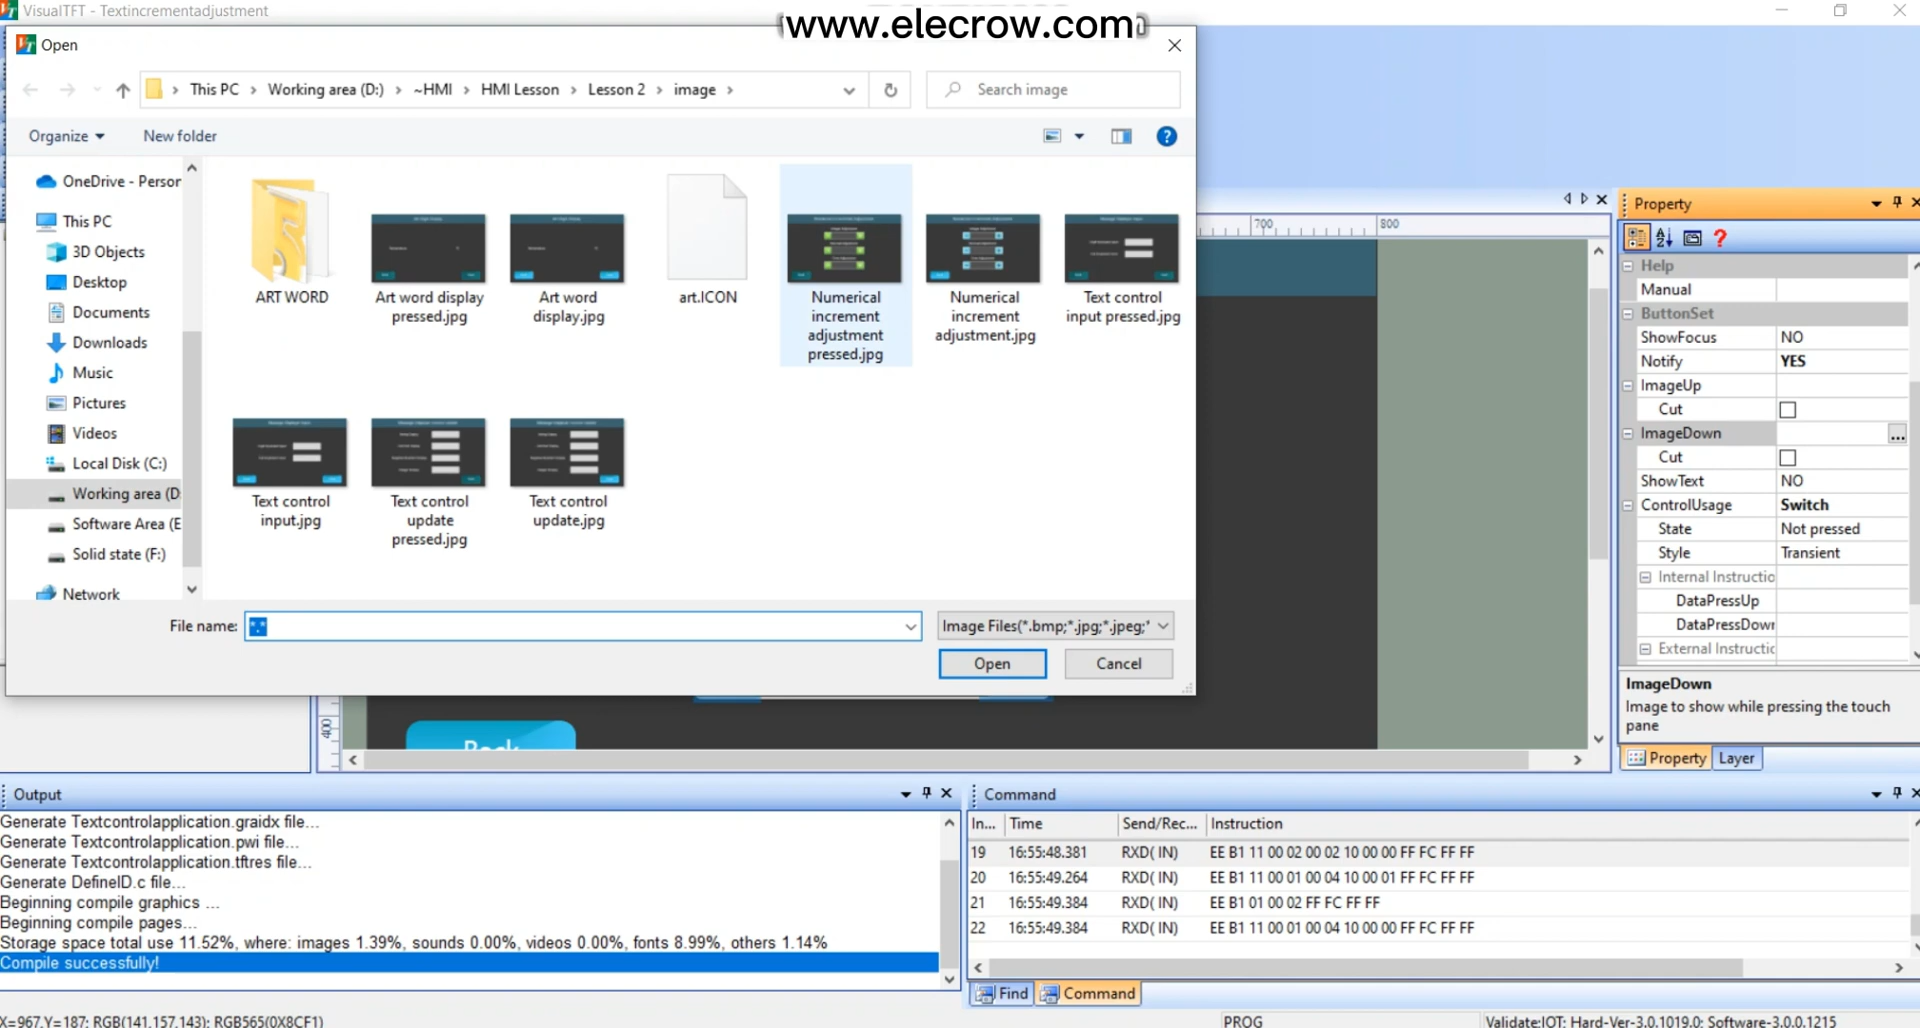 VisualTFT - Textincrementadjustment
www.elecrow.com
Open
This PC > Working area (D:) > ~HMI > HMI Lesson > Lesson 2 > image >
Search image
Organize
New folder
OneDrive - Person
This PC
3D Objects
Desktop
Documents
Downloads
Music
Pictures
Videos
Local Disk (C:)
Working area (D
Software Area (E
Solid state (F:)
Network
ART WORD
Art word display
pressed.jpg
Art word
display.jpg
art.ICON
Numerical
increment
adjustment
pressed.jpg
Numerical
increment
adjustment.jpg
Text control
input pressed.jpg
Text control
input.jpg
Text control
update
pressed.jpg
Text control
update.jpg
File name: *.*
Image Files(*.bmp;*.jpg;*.jpeg;*
Open
Cancel
700
800
400
Back
Property
Help
Manual
ButtonSet
ShowFocus NO
Notify YES
ImageUp
Cut
ImageDown ...
Cut
ShowText NO
ControlUsage Switch
State Not pressed
Style Transient
Internal Instructio
DataPressUp
DataPressDown
External Instructic
ImageDown
Image to show while pressing the touch
pane
Property
Layer
Output
Generate Textcontrolapplication.graidx file...
Generate Textcontrolapplication.pwi file...
Generate Textcontrolapplication.tftres file...
Generate DefineID.c file...
Beginning compile graphics ...
Beginning compile pages...
Storage space total use 11.52%, where: images 1.39%, sounds 0.00%, videos 0.00%, fonts 8.99%, others 1.14%
Compile successfully!
Command
In... Time Send/Rec... Instruction
19 16:55:48.381 RXD( IN) EE B1 11 00 02 00 02 10 00 00 FF FC FF FF
20 16:55:49.264 RXD( IN) EE B1 11 00 01 00 04 10 00 01 FF FC FF FF
21 16:55:49.384 RXD( IN) EE B1 01 00 02 FF FC FF FF
22 16:55:49.384 RXD( IN) EE B1 11 00 01 00 04 10 00 00 FF FC FF FF
Find
Command
X=967,Y=187; RGB(141,157,143); RGB565(0X8CF1)
PROG
Validate:IOT; Hard-Ver-3.0.1019.0; Software-3.0.0.1215